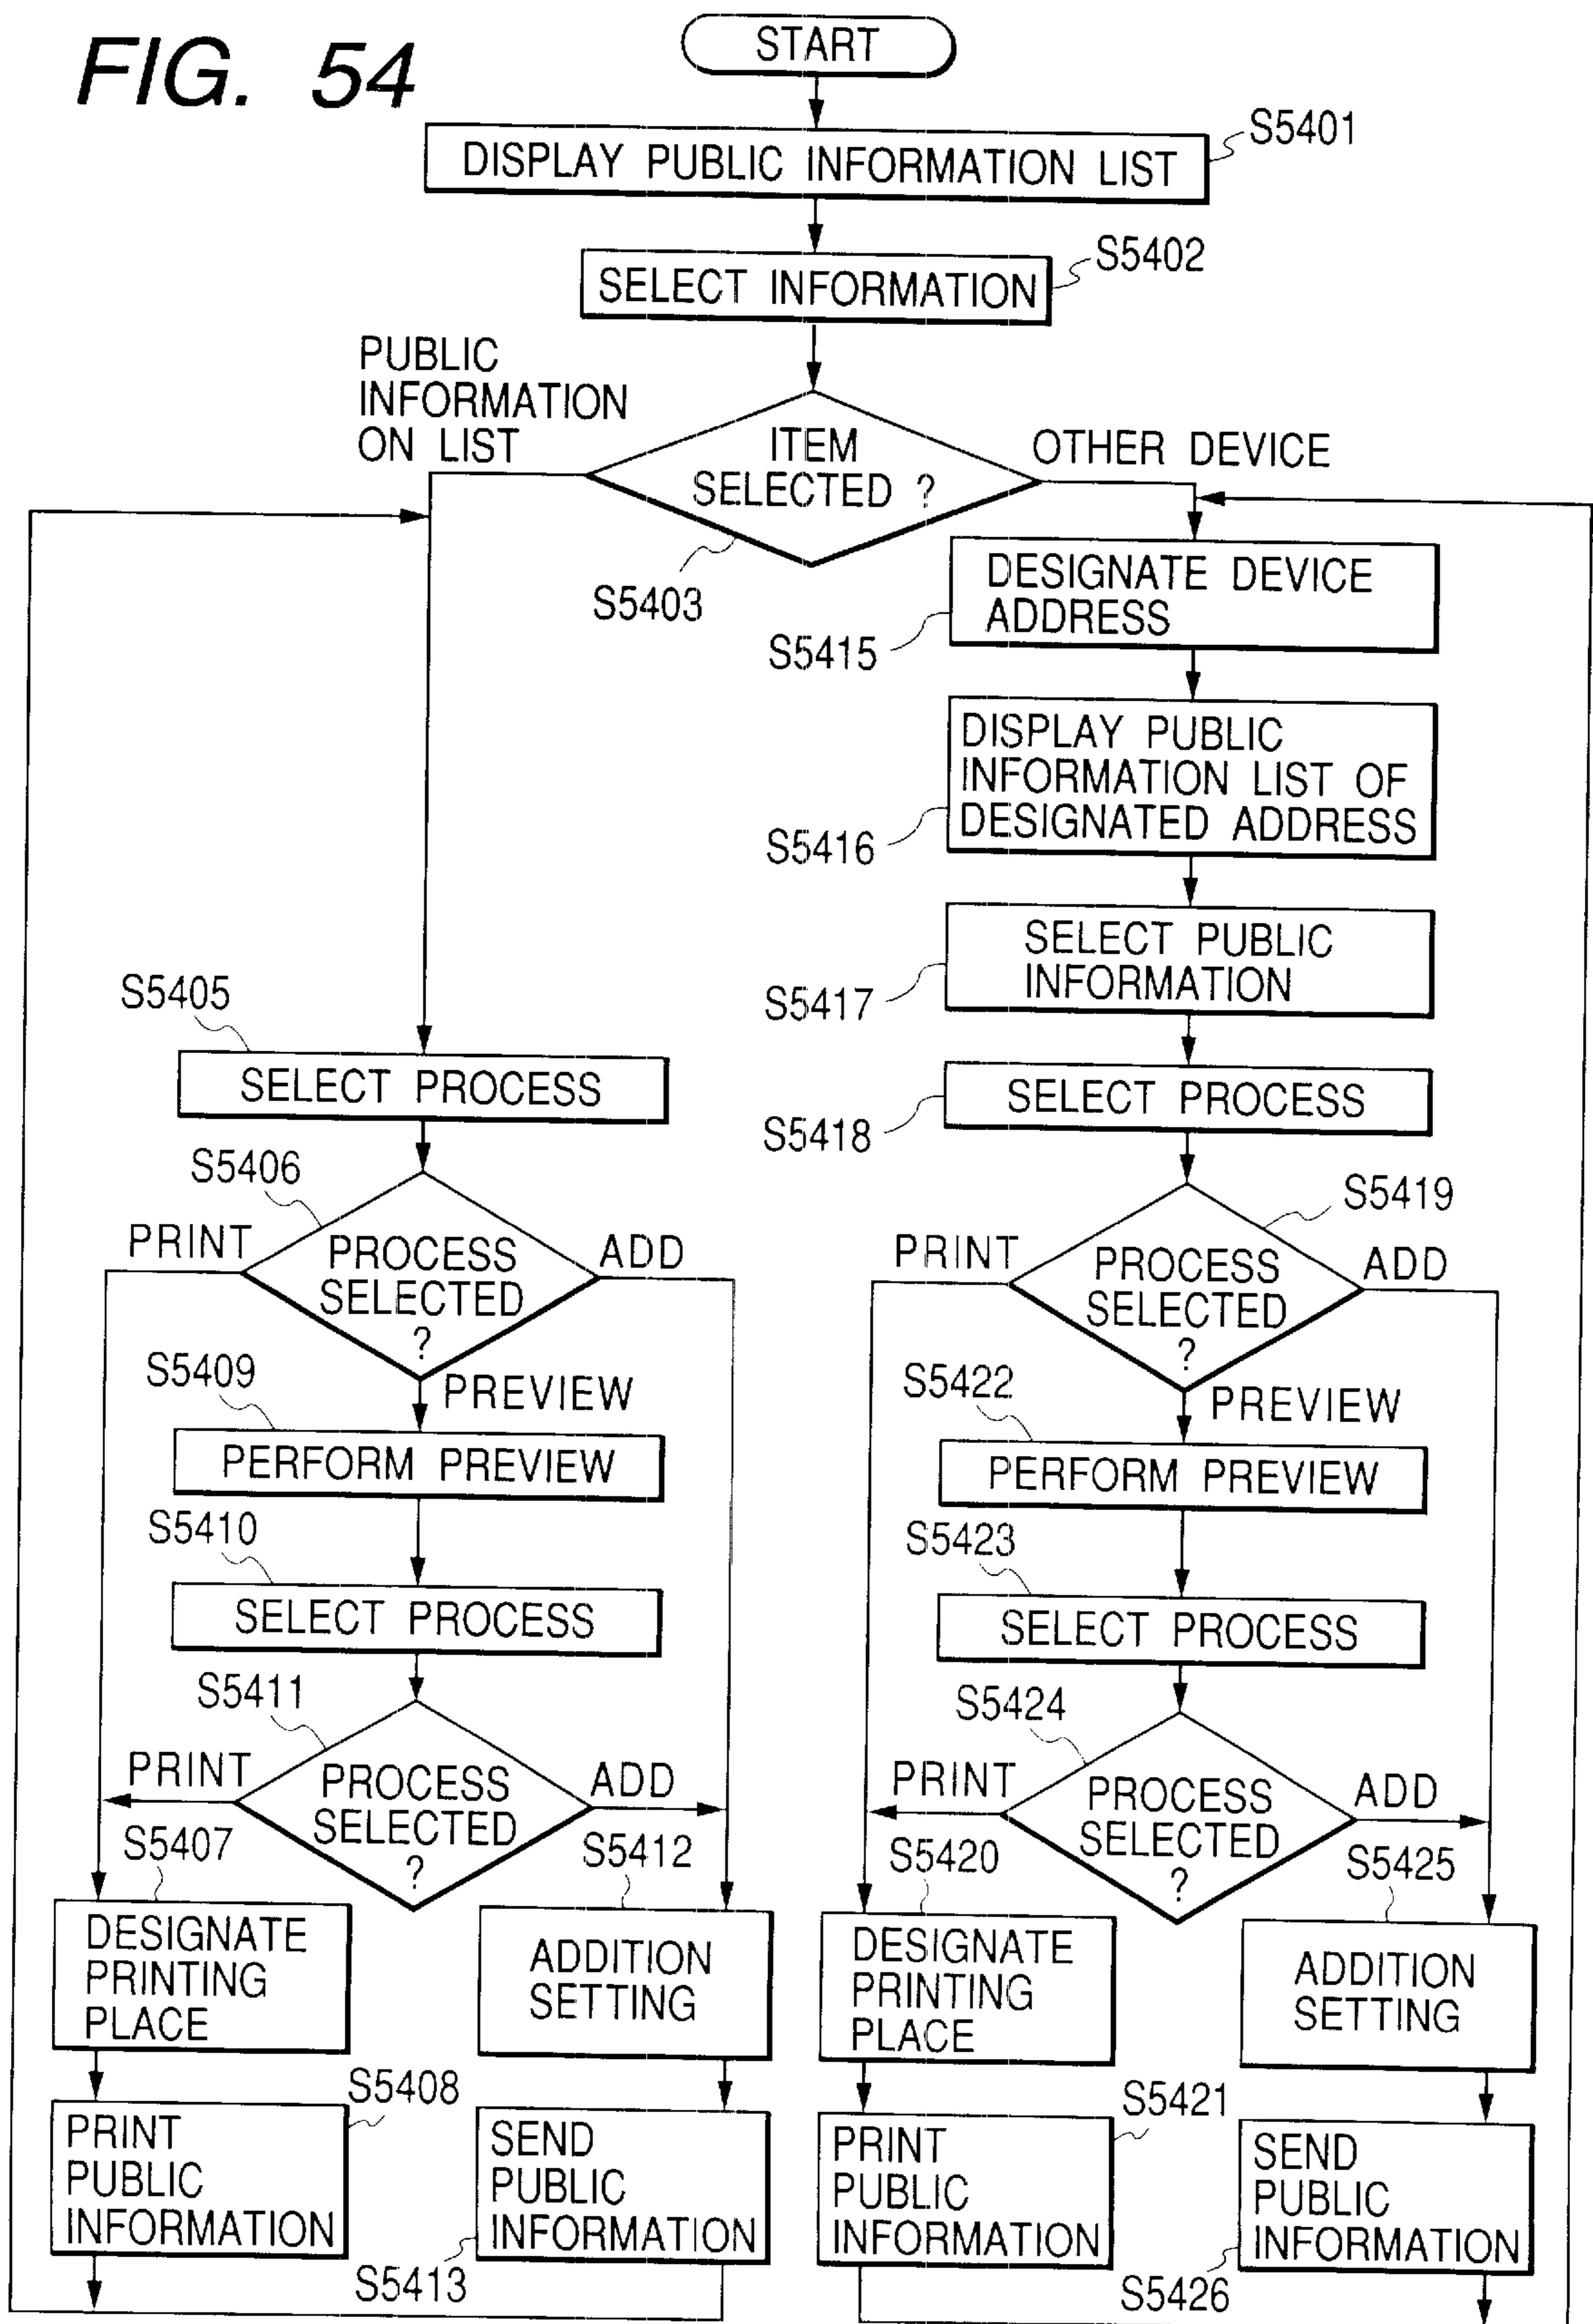 FIG. 54
START
DISPLAY PUBLIC INFORMATION LIST
S5401
SELECT INFORMATION
S5402
PUBLIC
INFORMATION
ON LIST
ITEM
SELECTED ?
OTHER DEVICE
S5403
DESIGNATE DEVICE
ADDRESS
S5415
DISPLAY PUBLIC
INFORMATION LIST OF
DESIGNATED ADDRESS
S5416
SELECT PUBLIC
INFORMATION
S5417
S5405
SELECT PROCESS
SELECT PROCESS
S5418
S5406
PRINT
PROCESS
SELECTED
?
ADD
PREVIEW
S5419
PRINT
PROCESS
SELECTED
?
ADD
PREVIEW
S5409
PERFORM PREVIEW
S5422
PERFORM PREVIEW
S5410
SELECT PROCESS
S5423
SELECT PROCESS
S5411
PRINT
PROCESS
SELECTED
?
ADD
S5424
PRINT
PROCESS
SELECTED
?
ADD
S5407
DESIGNATE
PRINTING
PLACE
S5412
ADDITION
SETTING
S5420
DESIGNATE
PRINTING
PLACE
S5425
ADDITION
SETTING
S5408
PRINT
PUBLIC
INFORMATION
SEND
PUBLIC
INFORMATION
S5413
S5421
PRINT
PUBLIC
INFORMATION
SEND
PUBLIC
INFORMATION
S5426